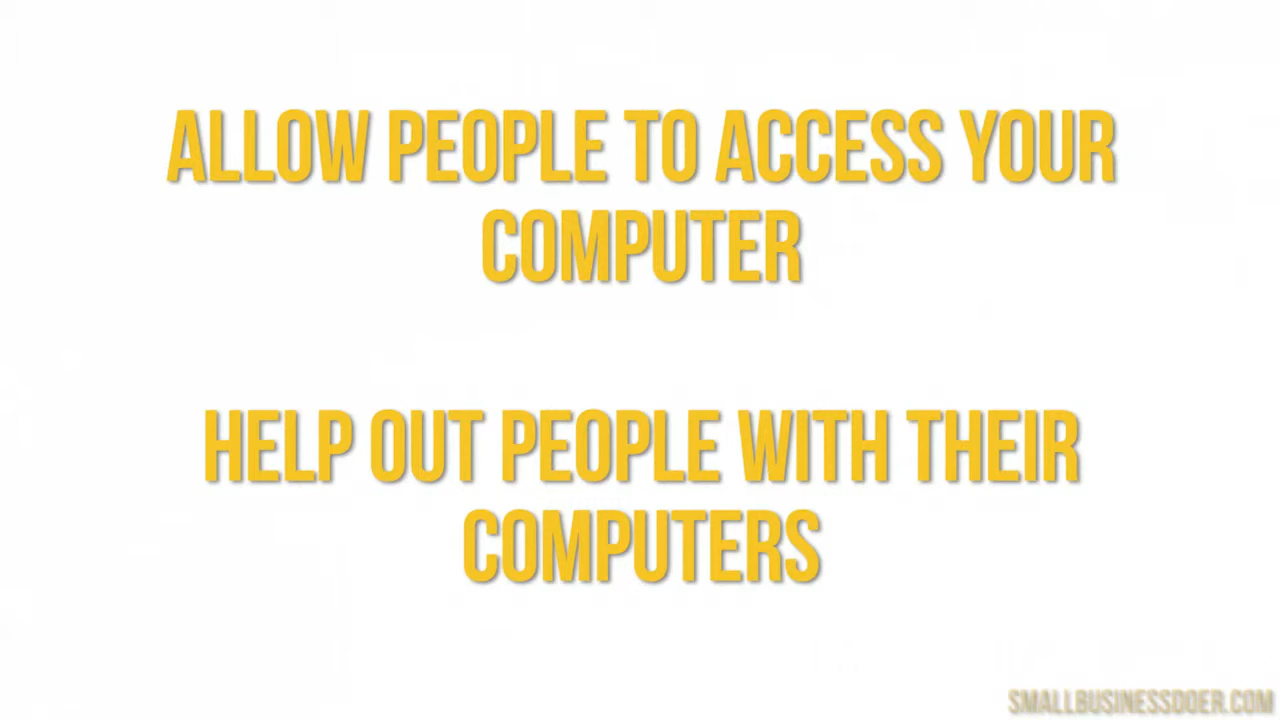 ALLOW PEOPLE TO ACCESS YOUR
COMPUTER
HELP OUT PEOPLE WITH THEIR
COMPUTERS
SMALLBUSINESSDOER.COM